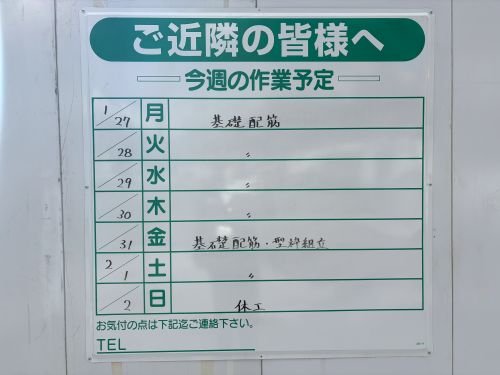 ご近隣の皆様へ
今週の作業予定
1/27 月 基礎配筋
28 火 〃
29 水 〃
30 木 〃
31 金 基礎配筋・型枠組立
2/1 土 〃
2 日 休工
お気付の点は下記迄ご連絡下さい。
TEL